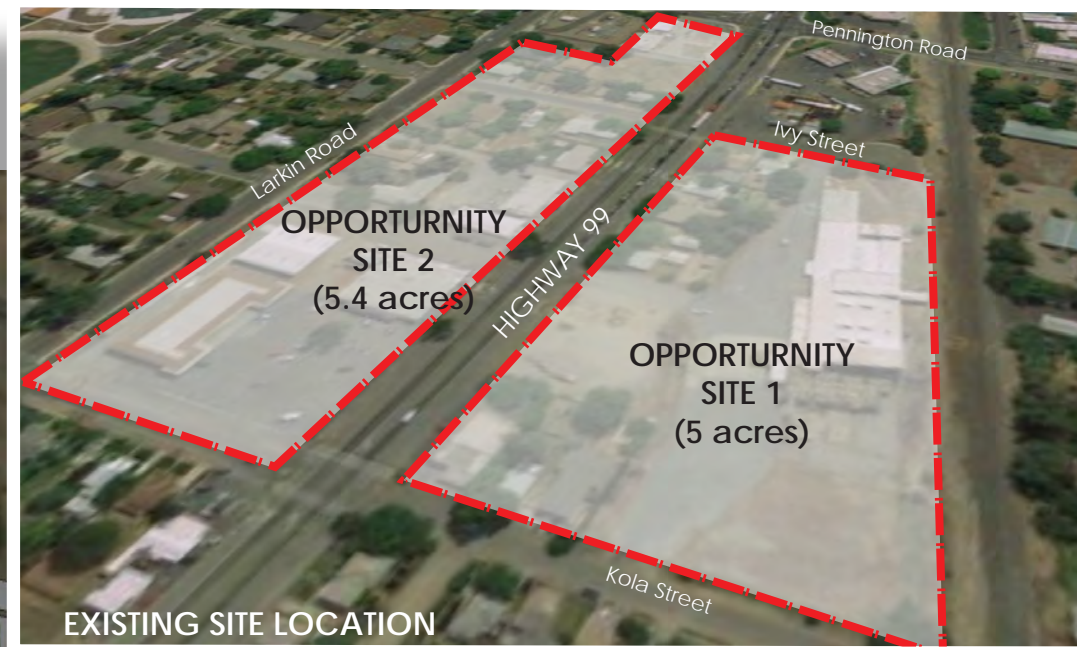 Pennington Road
Ivy Street
Larkin Road
OPPORTURNITY
SITE 2
(5.4 acres)
HIGHWAY 99
OPPORTURNITY
SITE 1
(5 acres)
Kola Street
EXISTING SITE LOCATION